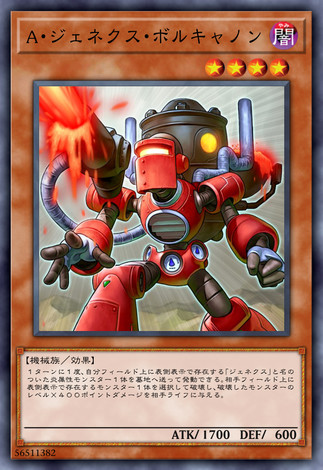 A・ジェネクス・ボルキャノン
やみ
闇
【機械族／効果】
１ターンに１度、自分フィールド上に表側表示で存在する「ジェネクス」と名の
ついた炎属性モンスター１体を墓地へ送って発動できる。相手フィールド上に
表側表示で存在するモンスター１体を選択して破壊し、破壊したモンスターの
レベル×４００ポイントダメージを相手ライフに与える。
ATK/ 1700 DEF/ 600
56511382